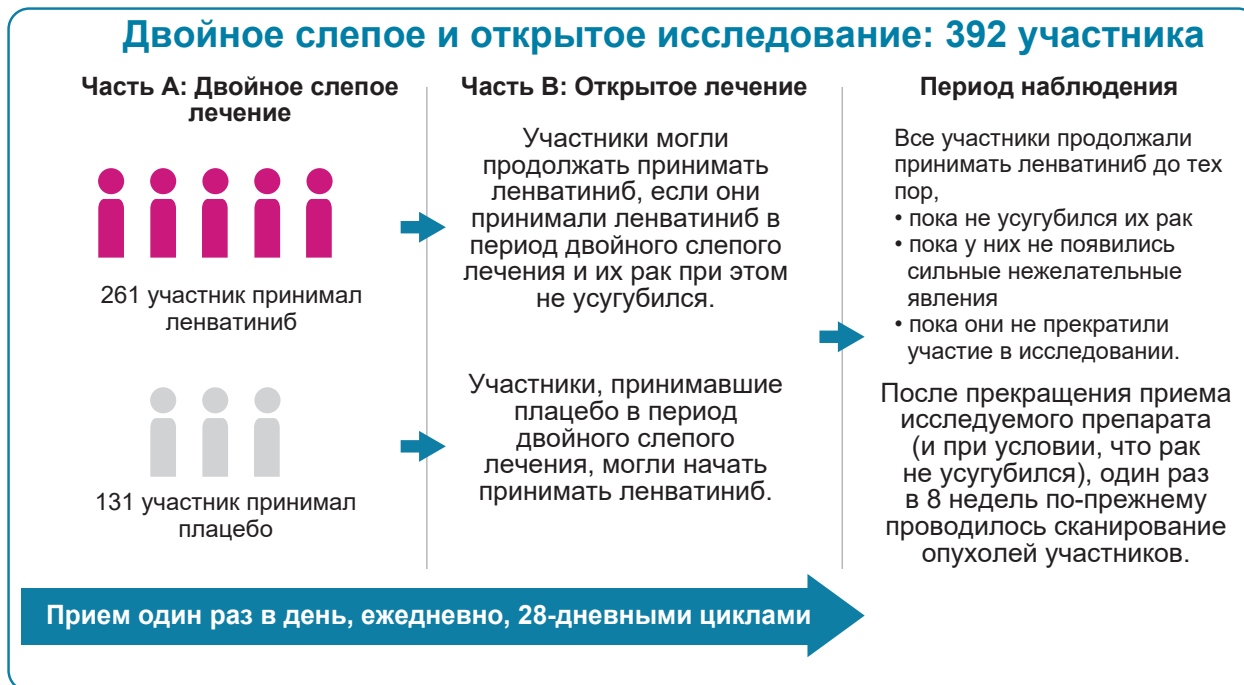 Двойное слепое и открытое исследование: 392 участника
Часть A: Двойное слепое
лечение
261 участник принимал
ленватиниб
131 участник принимал
плацебо
Часть B: Открытое лечение
Участники могли
продолжать принимать
ленватиниб, если они
принимали ленватиниб в
период двойного слепого
лечения и их рак при этом
не усугубился.
Участники, принимавшие
плацебо в период
двойного слепого
лечения, могли начать
принимать ленватиниб.
Период наблюдения
Все участники продолжали
принимать ленватиниб до тех
пор,
• пока не усугубился их рак
• пока у них не появились
сильные нежелательные
явления
• пока они не прекратили
участие в исследовании.
После прекращения приема
исследуемого препарата
(и при условии, что рак
не усугубился), один раз
в 8 недель по-прежнему
проводилось сканирование
опухолей участников.
Прием один раз в день, ежедневно, 28-дневными циклами